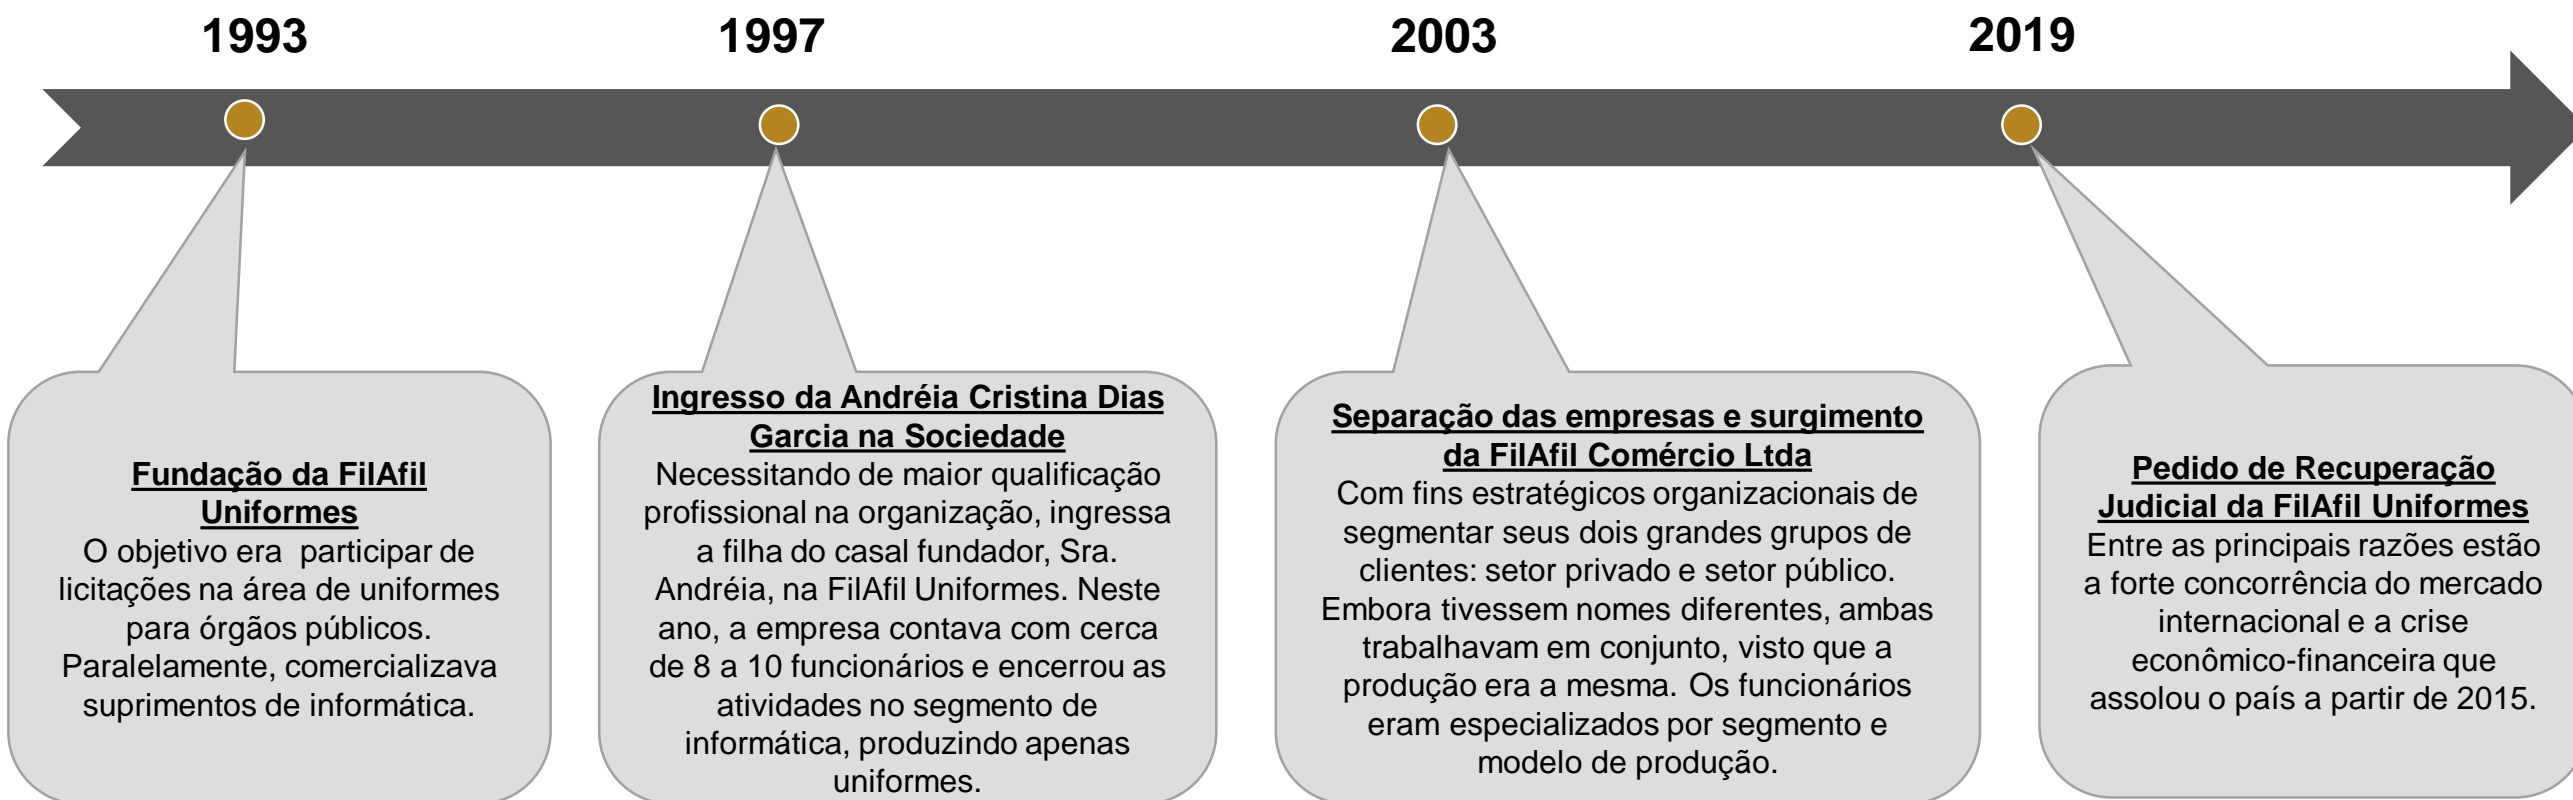 1993
1997
2003
2019
Fundação da FilAfil
Uniformes
O objetivo era participar de
licitações na área de uniformes
para órgãos públicos.
Paralelamente, comercializava
suprimentos de informática.
Ingresso da Andréia Cristina Dias
Garcia na Sociedade
Necessitando de maior qualificação
profissional na organização, ingressa
a filha do casal fundador, Sra.
Andréia, na FilAfil Uniformes. Neste
ano, a empresa contava com cerca
de 8 a 10 funcionários e encerrou as
atividades no segmento de
informática, produzindo apenas
uniformes.
Separação das empresas e surgimento
da FilAfil Comércio Ltda
Com fins estratégicos organizacionais de
segmentar seus dois grandes grupos de
clientes: setor privado e setor público.
Embora tivessem nomes diferentes, ambas
trabalhavam em conjunto, visto que a
produção era a mesma. Os funcionários
eram especializados por segmento e
modelo de produção.
Pedido de Recuperação
Judicial da FilAfil Uniformes
Entre as principais razões estão
a forte concorrência do mercado
internacional e a crise
econômico-financeira que
assolou o país a partir de 2015.